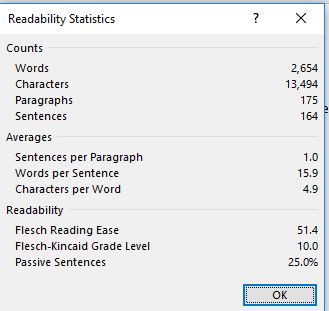 Readability Statistics ? ×
Counts
Words 2,654
Characters 13,494
Paragraphs 175
Sentences 164
Averages
Sentences per Paragraph 1.0
Words per Sentence 15.9
Characters per Word 4.9
Readability
Flesch Reading Ease 51.4
Flesch-Kincaid Grade Level 10.0
Passive Sentences 25.0%
OK